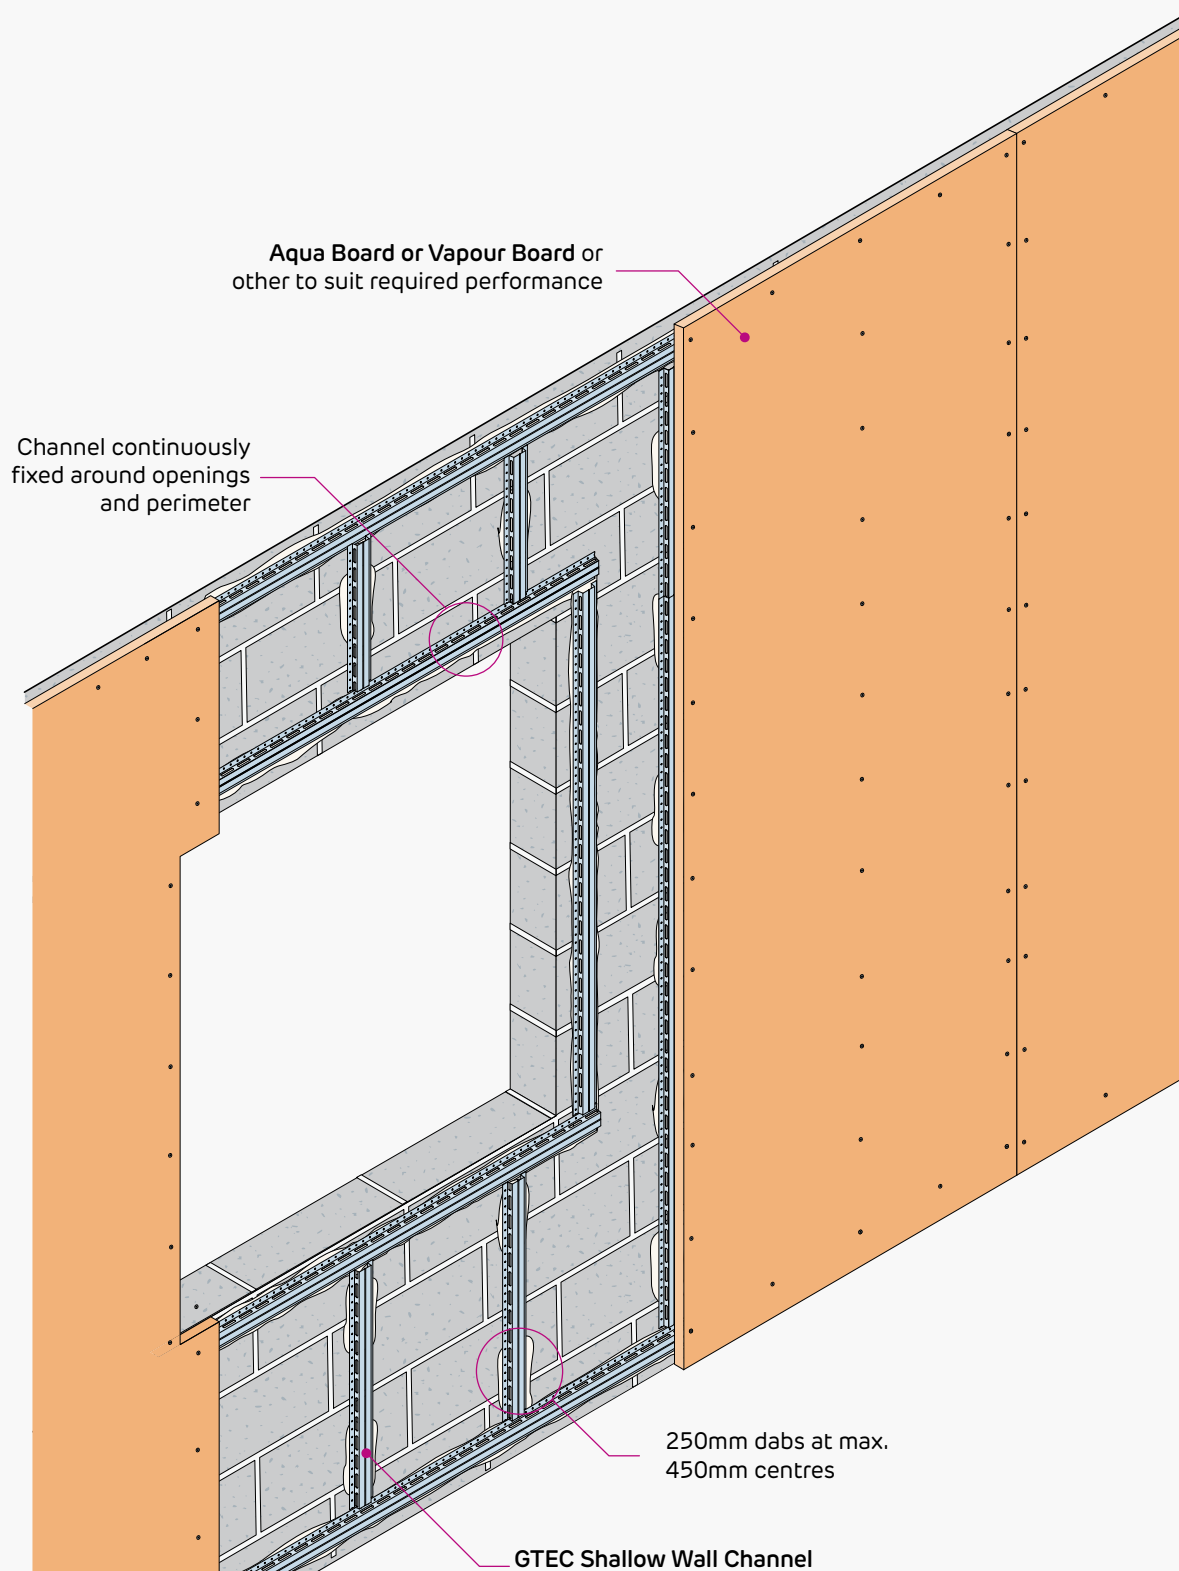 Aqua Board or Vapour Board or
other to suit required performance
Channel continuously
fixed around openings
and perimeter
250mm dabs at max.
450mm centres
GTEC Shallow Wall Channel